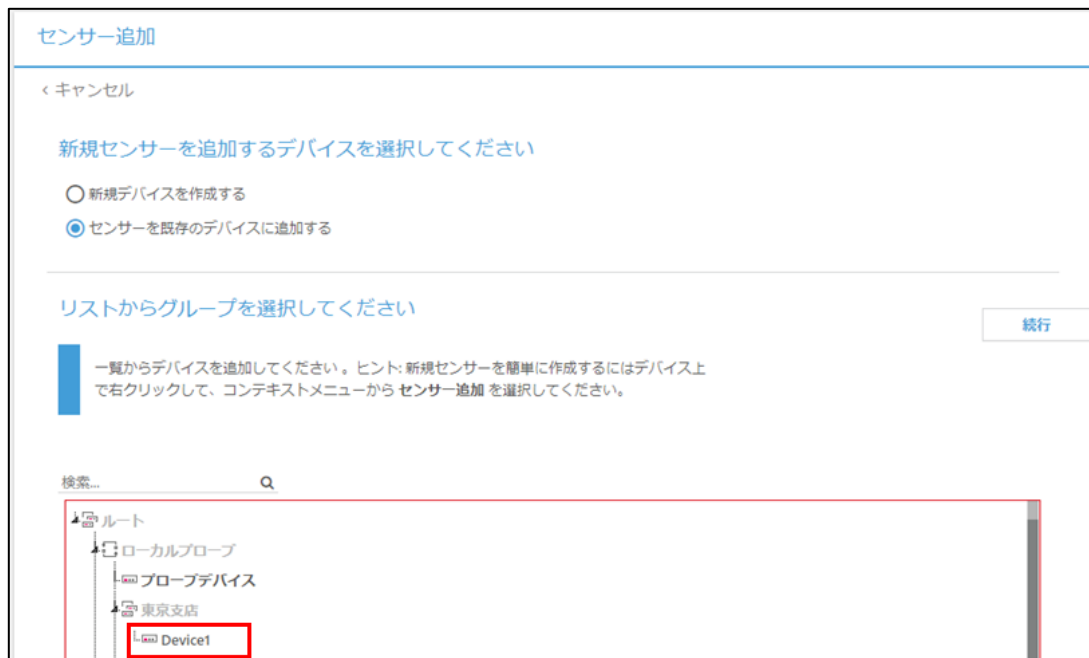 センサー追加
‹ キャンセル
新規センサーを追加するデバイスを選択してください
新規デバイスを作成する
センサーを既存のデバイスに追加する
リストからグループを選択してください
続行
一覧からデバイスを追加してください。ヒント: 新規センサーを簡単に作成するにはデバイス上
で右クリックして、コンテキストメニューから センサー追加 を選択してください。
検索...
ルート
ローカルプローブ
プローブデバイス
東京支店
Device1